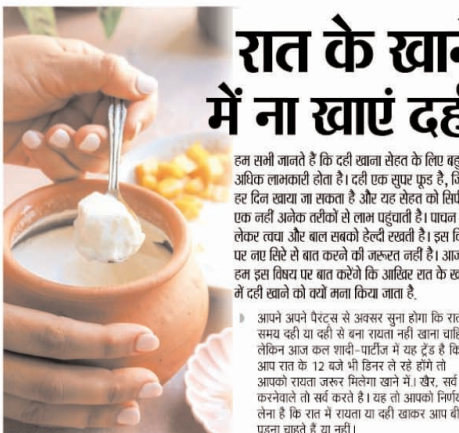 रात के
में ना खाएं
हम सभी जानते हैं कि दही खाना सेहत के लिए
अधिक लाभकारी होता है। दही एक सुपर फूड है,
हर दिन खाया जा सकता है और यह सेहत को
एक नहीं अनेक तरीकों से लाभ पहुंचाती है। पाचन
लेकर त्वचा और बाल सबको हेल्दी रखती है। इस
पर नए सिरे से बात करने की जरूरत नहीं है।
हम इस विषय पर बात करेंगे कि आखिर रात के
में दही खाने को क्यों मना किया जाता है.
आपने अपने पैरंट्स से अक्सर सुना होगा कि
समय दही या दही से बना रायता नही खाना
लेकिन आज कल शादी-पार्टीज में यह ट्रेंड है
आप रात के 12 बजे भी डिनर ले रहे होंगे तो
आपको रायता जरूर मिलेगा खाने में.। खैर, सर्व
करनेवाले तो सर्व करते है। यह तो आपको
लेना है कि रात में रायता या दही खाकर आप
पड़ना चाहते हैं या नहीं।